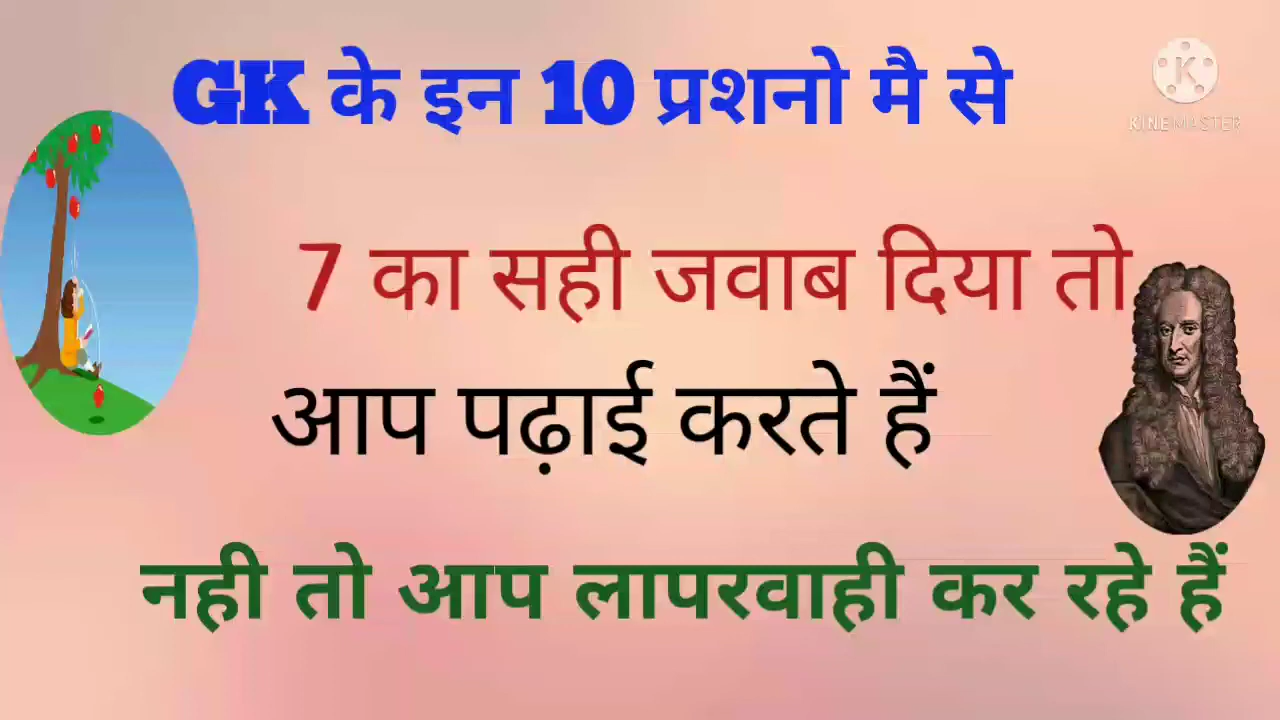 GK के इन 10 प्रशनो मै से
KINEMASTER
7 का सही जवाब दिया तो
आप पढ़ाई करते हैं
नही तो आप लापरवाही कर रहे हैं